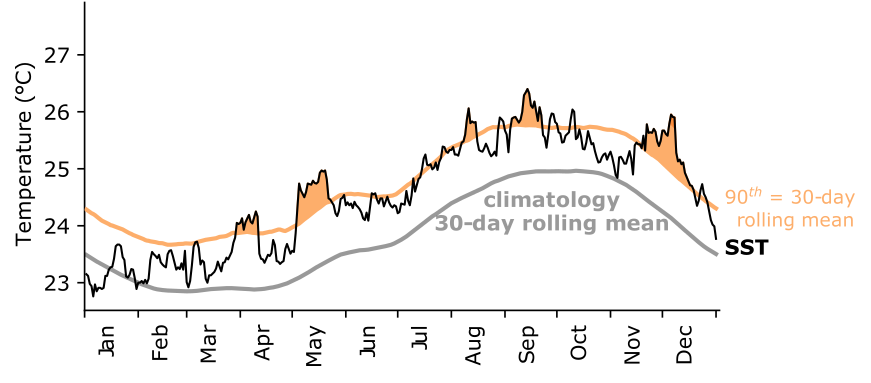 Temperature (°C)
27
26
25
24
23
climatology
30-day rolling mean
90th = 30-day
rolling mean
SST
Jan
Feb
Mar
Apr
May
Jun
Jul
Aug
Sep
Oct
Nov
Dec